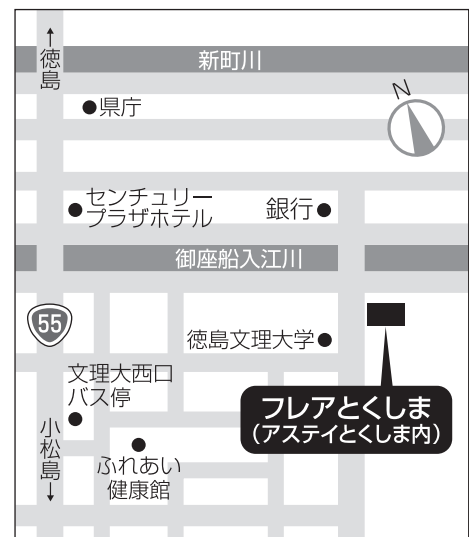 ↑徳島
新町川
N
県庁
センチュリー
プラザホテル
銀行
御座船入江川
55
徳島文理大学
文理大西口
バス停
フレアとくしま
(アスティとくしま内)
小松島↓
ふれあい
健康館